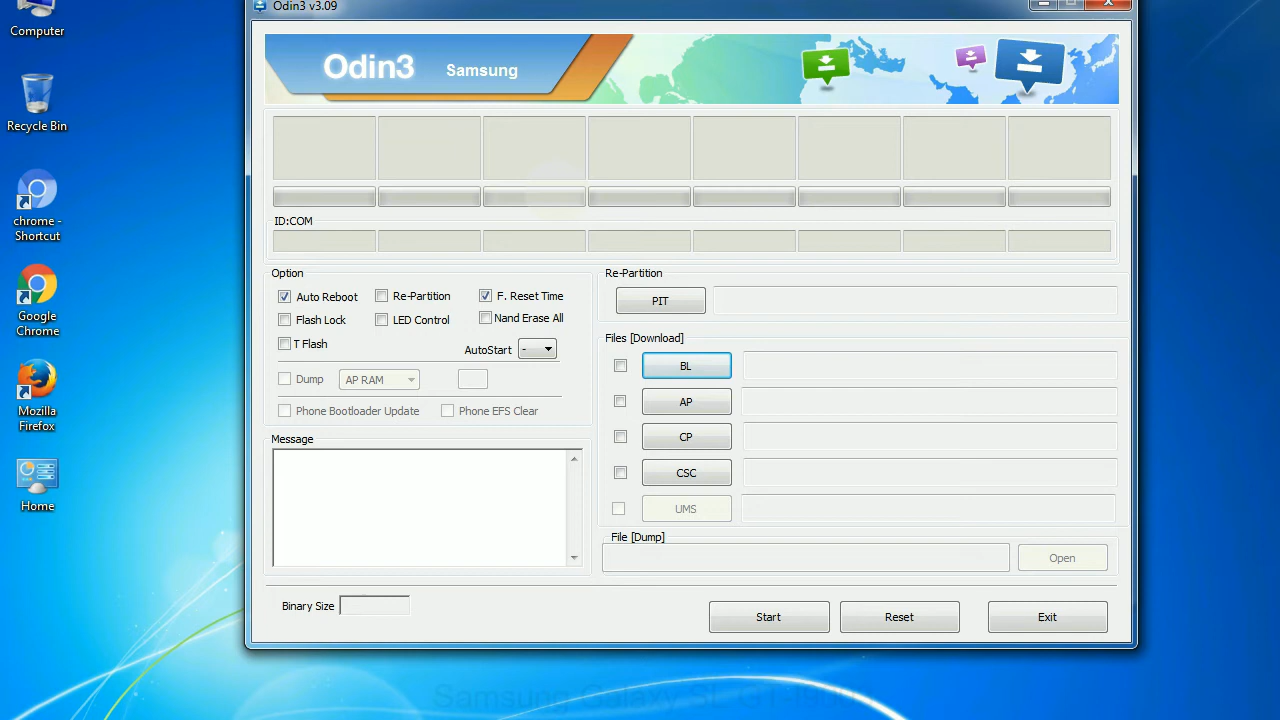 Computer
Recycle Bin
chrome -
Shortcut
Google
Chrome
Mozilla
Firefox
Home
Odin3 v3.09
Odin3 Samsung
ID:COM
Option
Auto Reboot
Re-Partition
F. Reset Time
Flash Lock
LED Control
Nand Erase All
T Flash
AutoStart -
Dump
AP RAM
Phone Bootloader Update
Phone EFS Clear
Message
Binary Size
Re-Partition
PIT
Files [Download]
BL
AP
CP
CSC
UMS
File [Dump]
Open
Start
Reset
Exit
Samsung Galaxy SL